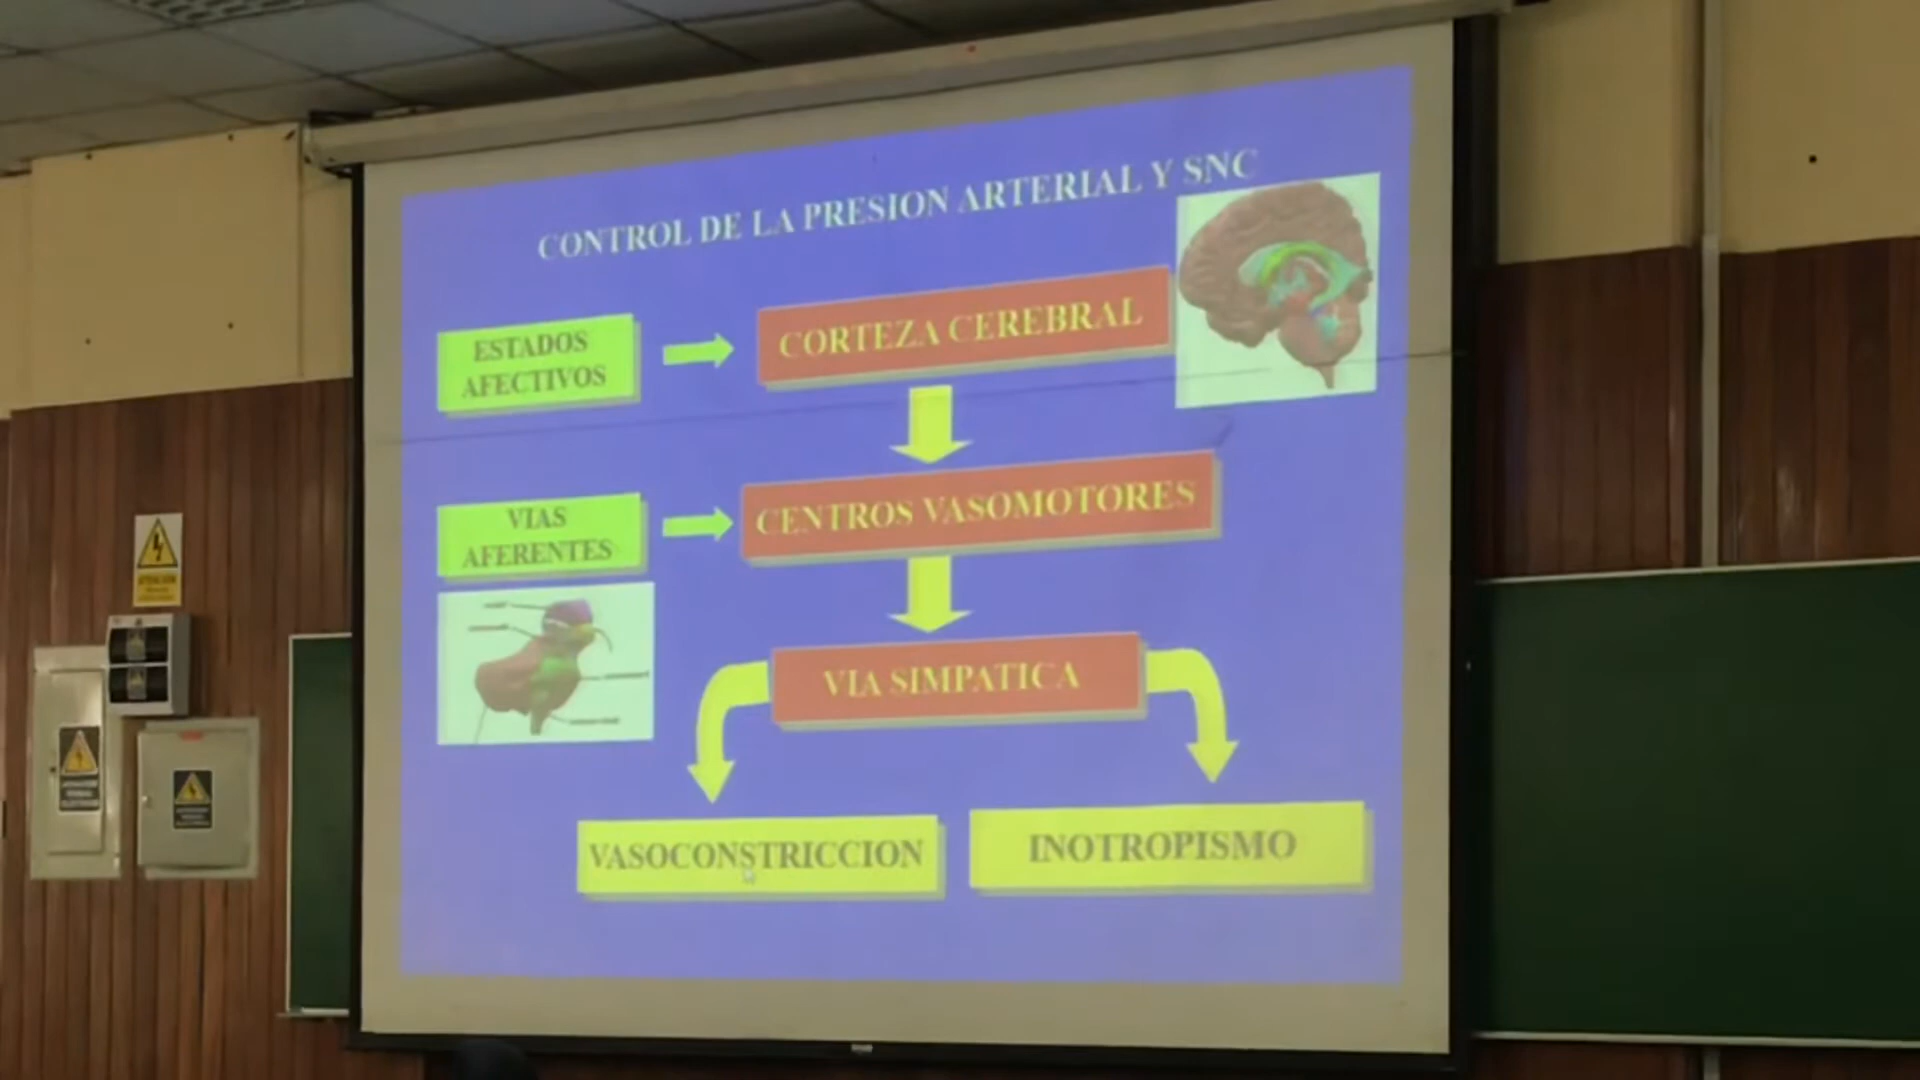 CONTROL DE LA PRESION ARTERIAL Y SNC
ESTADOS
AFECTIVOS
CORTEZA CEREBRAL
VIAS
AFERENTES
CENTROS VASOMOTORES
VIA SIMPATICA
VASOCONSTRICCION
INOTROPISMO